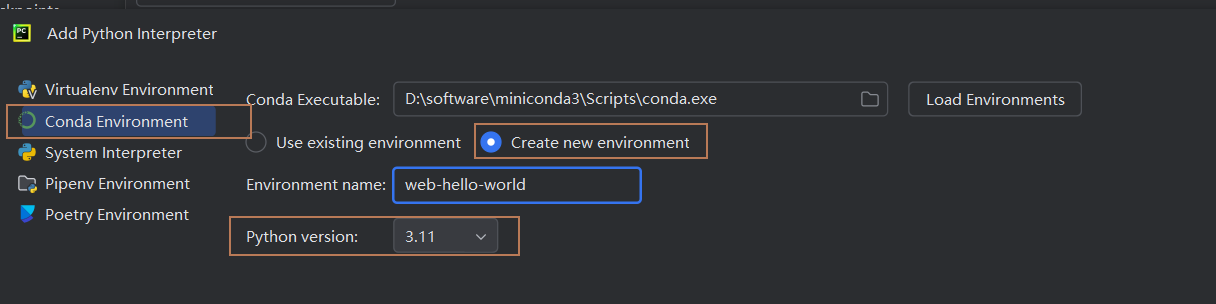 Add Python Interpreter
Virtualenv Environment
Conda Environment
System Interpreter
Pipenv Environment
Poetry Environment
Conda Executable: D:\software\miniconda3\Scripts\conda.exe Load Environments
Use existing environment Create new environment
Environment name: web-hello-world
Python version: 3.11